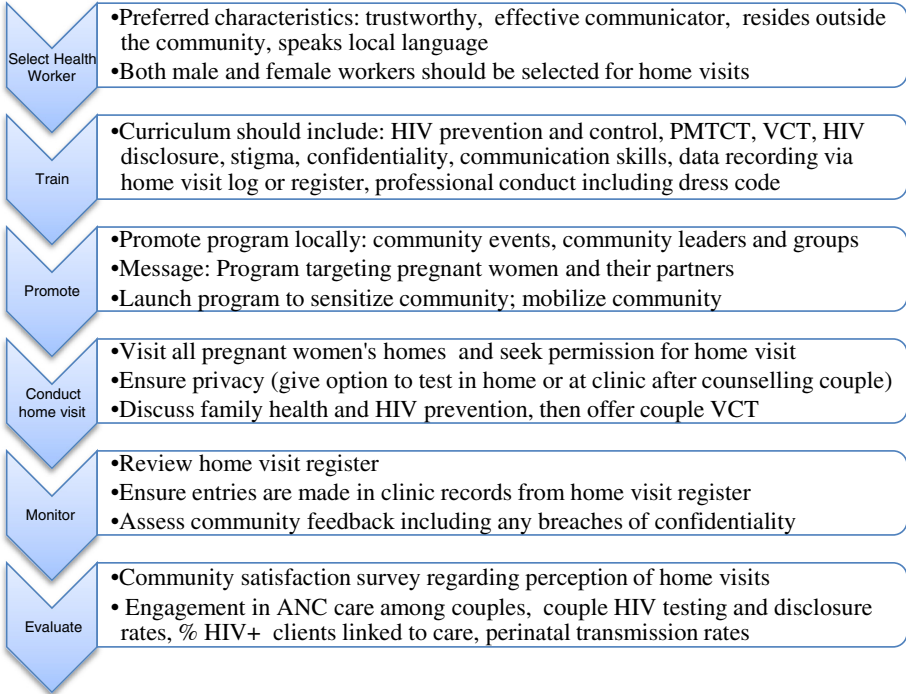 Select Health
Worker
•Preferred characteristics: trustworthy, effective communicator, resides outside
the community, speaks local language
•Both male and female workers should be selected for home visits
Train
•Curriculum should include: HIV prevention and control, PMTCT, VCT, HIV
disclosure, stigma, confidentiality, communication skills, data recording via
home visit log or register, professional conduct including dress code
Promote
•Promote program locally: community events, community leaders and groups
•Message: Program targeting pregnant women and their partners
•Launch program to sensitize community; mobilize community
Conduct
home visit
•Visit all pregnant women's homes and seek permission for home visit
•Ensure privacy (give option to test in home or at clinic after counselling couple)
•Discuss family health and HIV prevention, then offer couple VCT
Monitor
•Review home visit register
•Ensure entries are made in clinic records from home visit register
•Assess community feedback including any breaches of confidentiality
Evaluate
•Community satisfaction survey regarding perception of home visits
• Engagement in ANC care among couples, couple HIV testing and disclosure
rates, % HIV+ clients linked to care, perinatal transmission rates